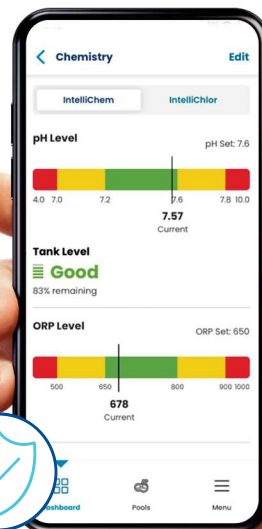 Chemistry Edit
IntelliChem IntelliChlor
pH Level pH Set: 7.6
4.0 7.0 7.2 7.6 7.8 10.0
7.57
Current
Tank Level
Good
83% remaining
ORP Level ORP Set: 650
500 650 800 900 1000
678
Current
Dashboard Pools Menu